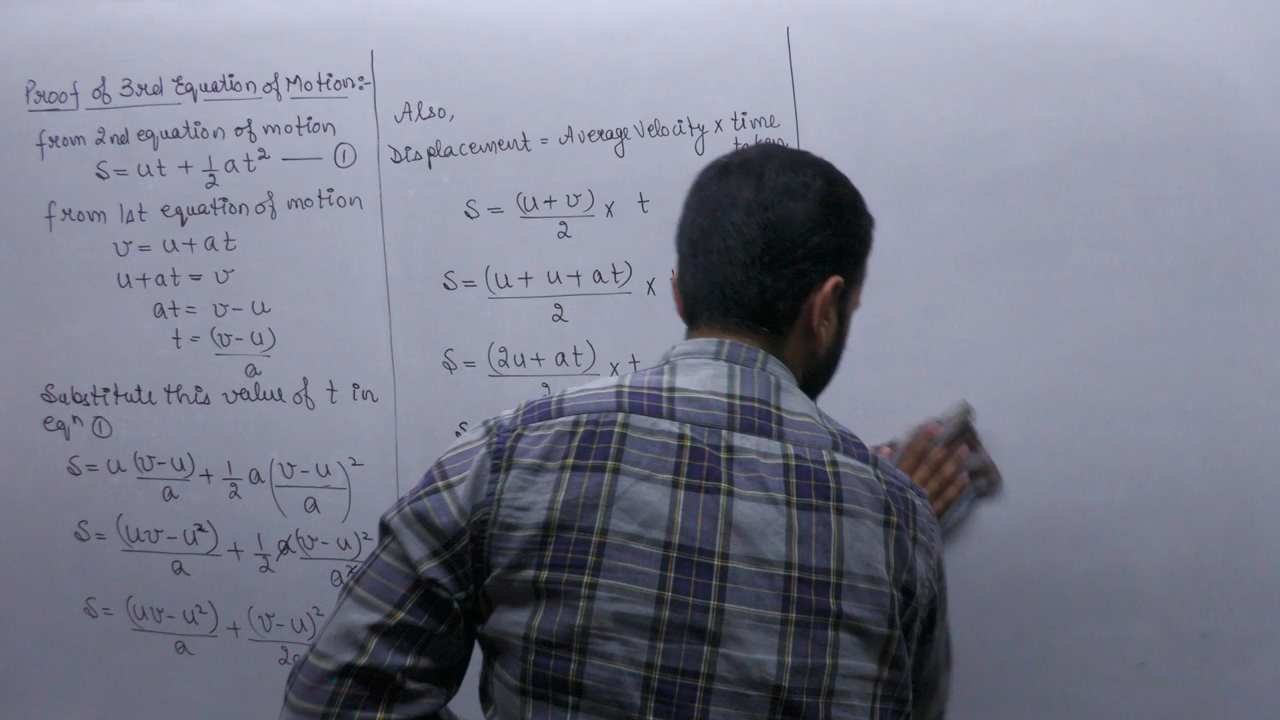 Proof of 3rd Equation of Motion:-
from 2nd equation of motion
S = ut + 1/2 at² — ①
from 1st equation of motion
v = u + at
u + at = v
at = v - u
t = (v - u)/a
Substitute this value of t in
eqⁿ ①
S = u (v-u)/a + 1/2 a ((v-u)/a)²
S = (uv - u²)/a + 1/2 a (v-u)²/a²
S = (uv - u²)/a + (v-u)²/2a
Also,
Displacement = Average Velocity × time
taken
S = (u + v)/2 × t
S = (u + u + at)/2 ×
S = (2u + at)/2 × t
S